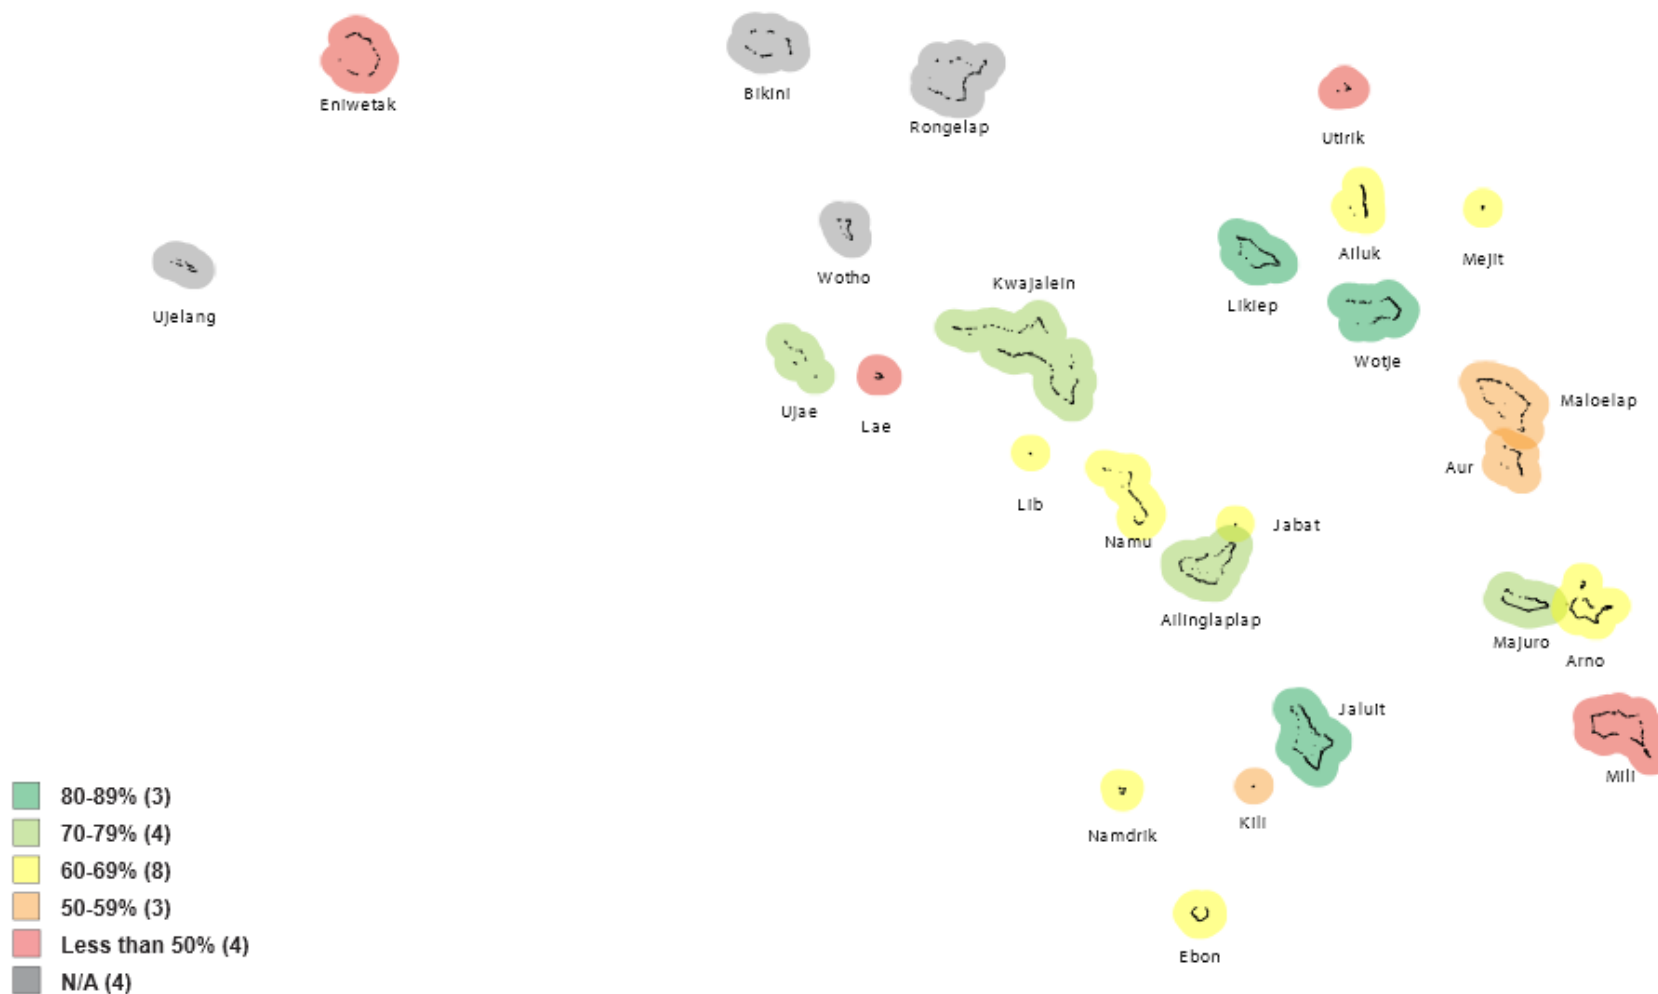 Eniwetak
Bikini
Rongelap
Utirik
Ailuk
Mejit
Wotho
Kwajalein
Likiep
Ujelang
Wotje
Ujae
Lae
Maloelap
Aur
Lib
Namu
Jabat
Ailinglaplap
Majuro
Arno
Jaluit
Mili
Namdrik
Kili
Ebon
80-89% (3)
70-79% (4)
60-69% (8)
50-59% (3)
Less than 50% (4)
N/A (4)